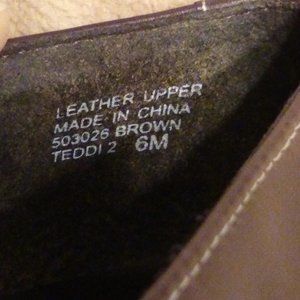 LEATHER UPPER
MADE IN CHINA
503026 BROWN
TEDDI 2 6M